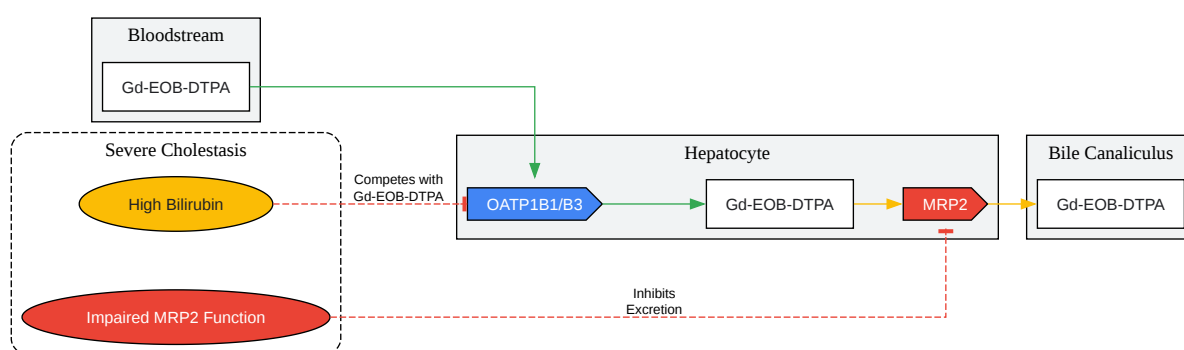 Bloodstream
Gd-EOB-DTPA
Severe Cholestasis
High Bilirubin
Impaired MRP2 Function
Competes with
Gd-EOB-DTPA
Inhibits
Excretion
Hepatocyte
OATP1B1/B3
Gd-EOB-DTPA
MRP2
Bile Canaliculus
Gd-EOB-DTPA